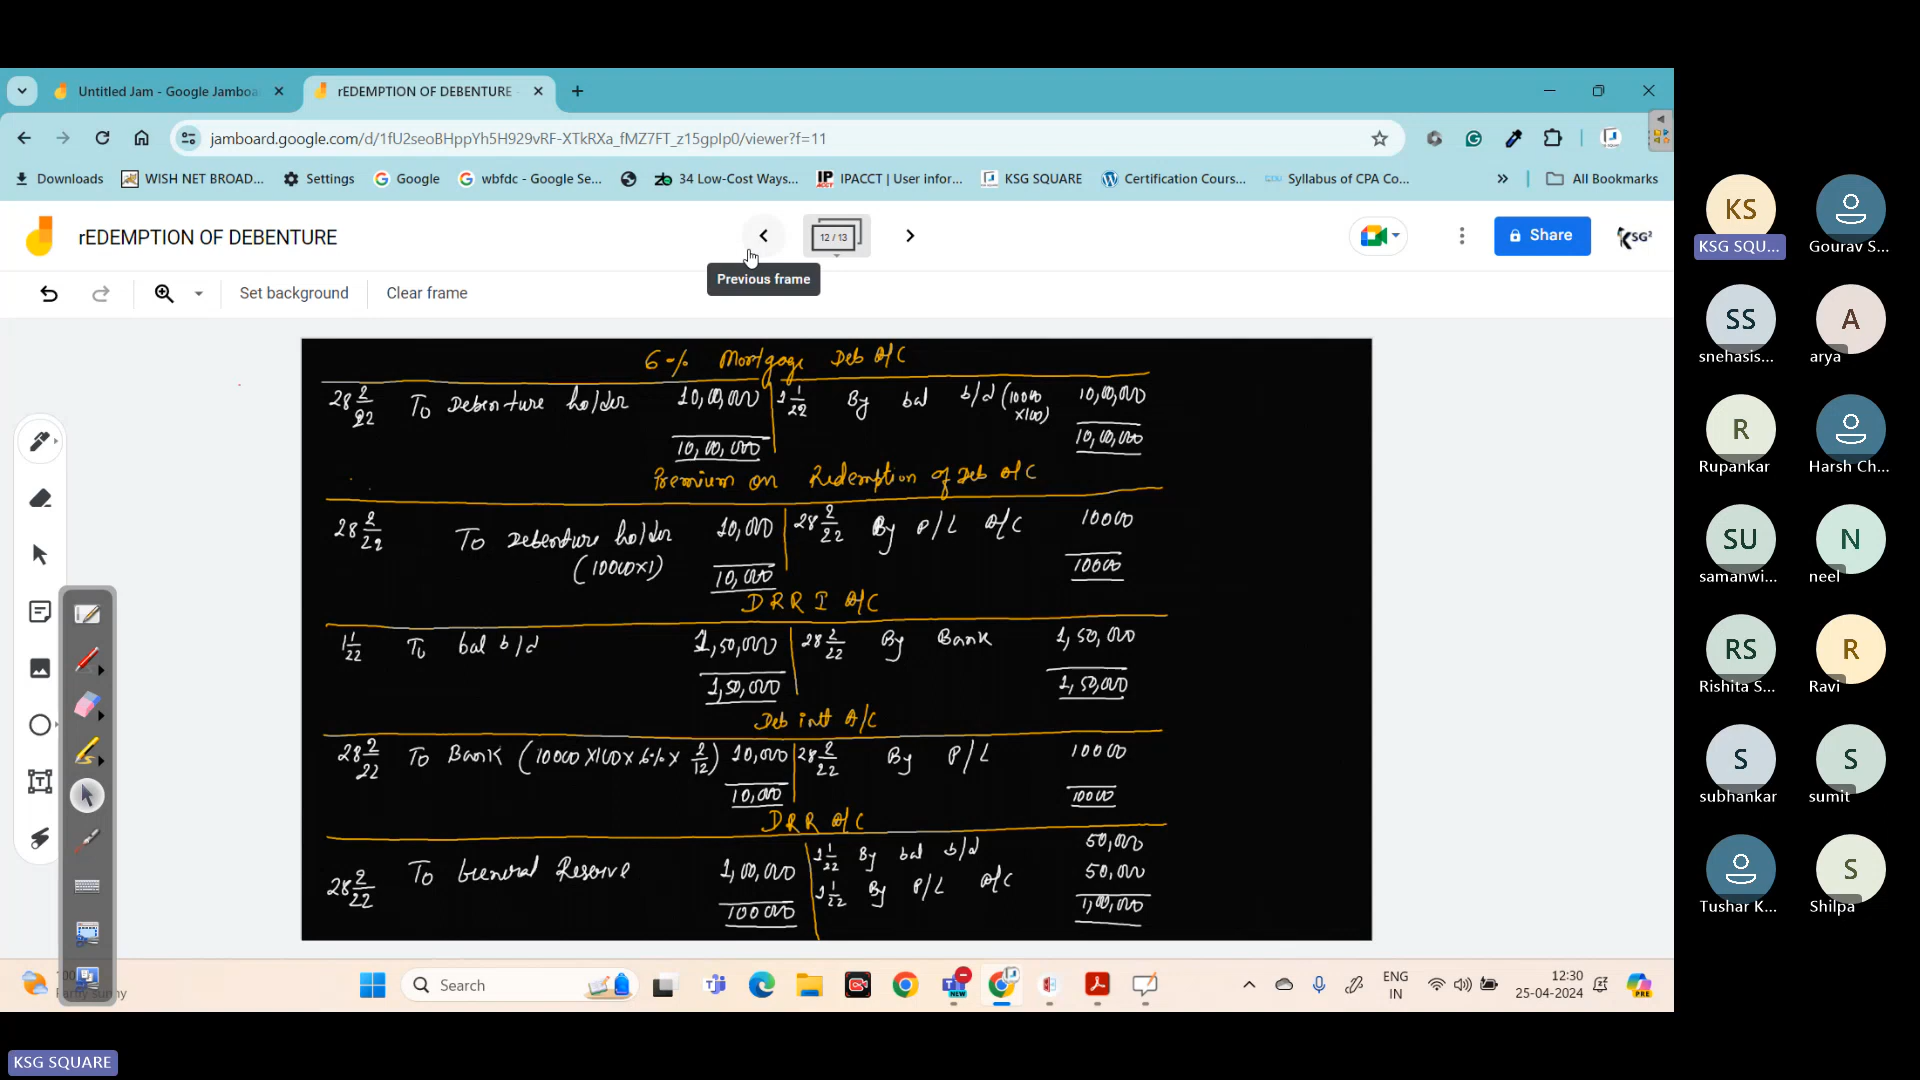 Untitled Jam - Google Jamboa
rEDEMPTION OF DEBENTURE -
jamboard.google.com/d/1fU2seoBHppYh5H929vRF-XTkRXa_fMZ7FT_z15gpIp0/viewer?f=11
Downloads WISH NET BROAD... Settings Google wbfdc - Google Se... 34 Low-Cost Ways... IPACCT | User infor... KSG SQUARE Certification Cours... Syllabus of CPA Co... » All Bookmarks
rEDEMPTION OF DEBENTURE
12 / 13
Share
KSG²
Previous frame
Set background Clear frame
6-% Mortgage Deb A/C
28 2/22 To Debenture holder 10,00,000 1 1/22 By bal b/d (10000 x100) 10,00,000
10,00,000 10,00,000
Premium on Redemption of Deb A/C
28 2/22 To Debenture holder 10,000 28 2/22 By P/L A/C 10000
(10000x1) 10,000 10000
DRR I A/C
1 1/22 To bal b/d 1,50,000 28 2/22 By Bank 1,50,000
1,50,000 1,50,000
Deb intt A/C
28 2/22 To Bank (10000 X100 x 6% x 2/12) 10,000 28 2/22 By P/L 10000
10,000 10000
DRR A/C
28 2/22 To General Reserve 1,00,000 1 1/22 By bal b/d 50,000
1 1/22 By P/L A/C 50,000
100000 1,00,000
KS
KSG SQU...
Gourav S...
SS
snehasis...
A
arya
R
Rupankar
Harsh Ch...
SU
samanwi...
N
neel
RS
Rishita S...
R
Ravi
S
subhankar
S
sumit
Tushar K...
S
Shilpa
Search
NEW
ENG
IN
12:30
25-04-2024
PRE
KSG SQUARE